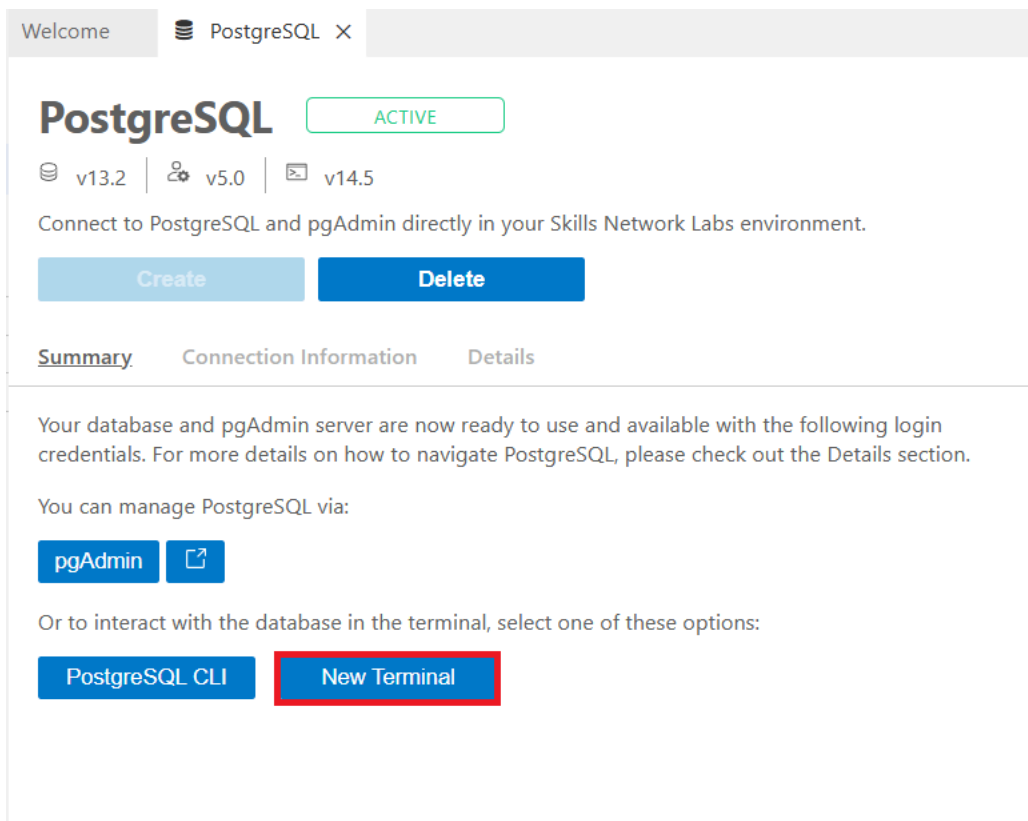 Welcome PostgreSQL
PostgreSQL ACTIVE
v13.2 v5.0 v14.5
Connect to PostgreSQL and pgAdmin directly in your Skills Network Labs environment.
Create Delete
Summary Connection Information Details
Your database and pgAdmin server are now ready to use and available with the following login
credentials. For more details on how to navigate PostgreSQL, please check out the Details section.
You can manage PostgreSQL via:
pgAdmin
Or to interact with the database in the terminal, select one of these options:
PostgreSQL CLI New Terminal